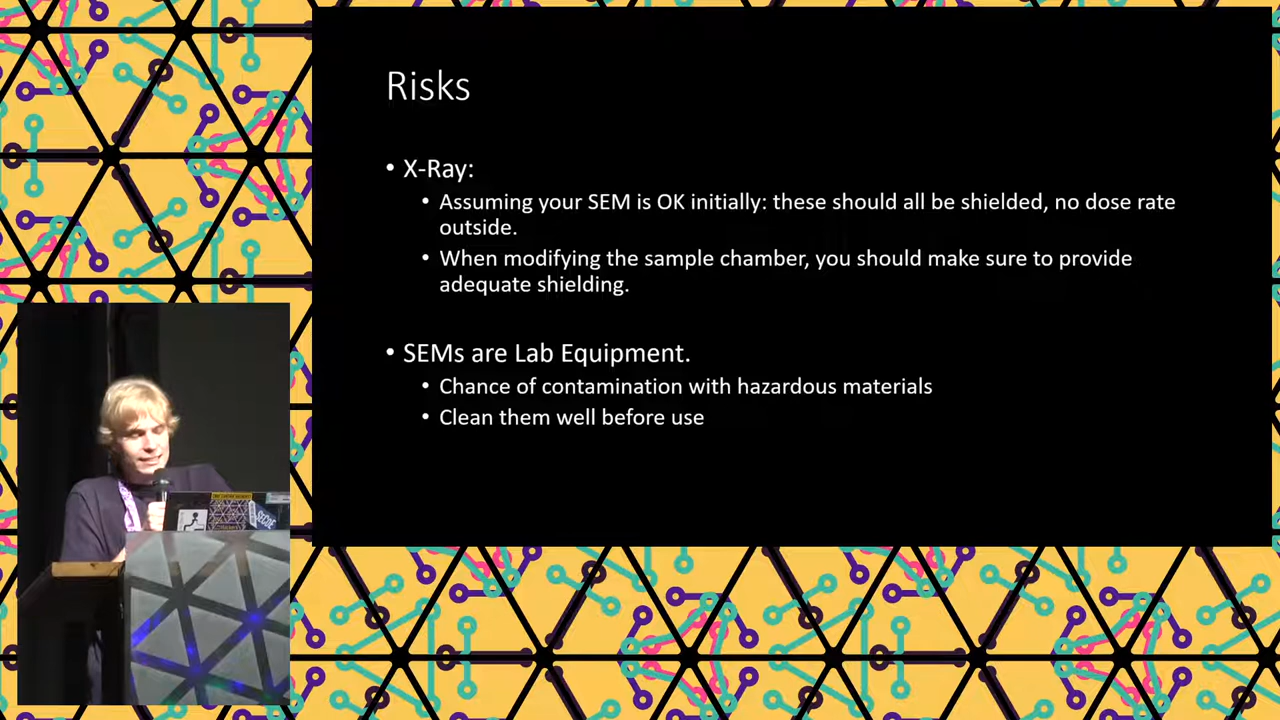 Risks
• X-Ray:
• Assuming your SEM is OK initially: these should all be shielded, no dose rate
outside.
• When modifying the sample chamber, you should make sure to provide
adequate shielding.
• SEMs are Lab Equipment.
• Chance of contamination with hazardous materials
• Clean them well before use